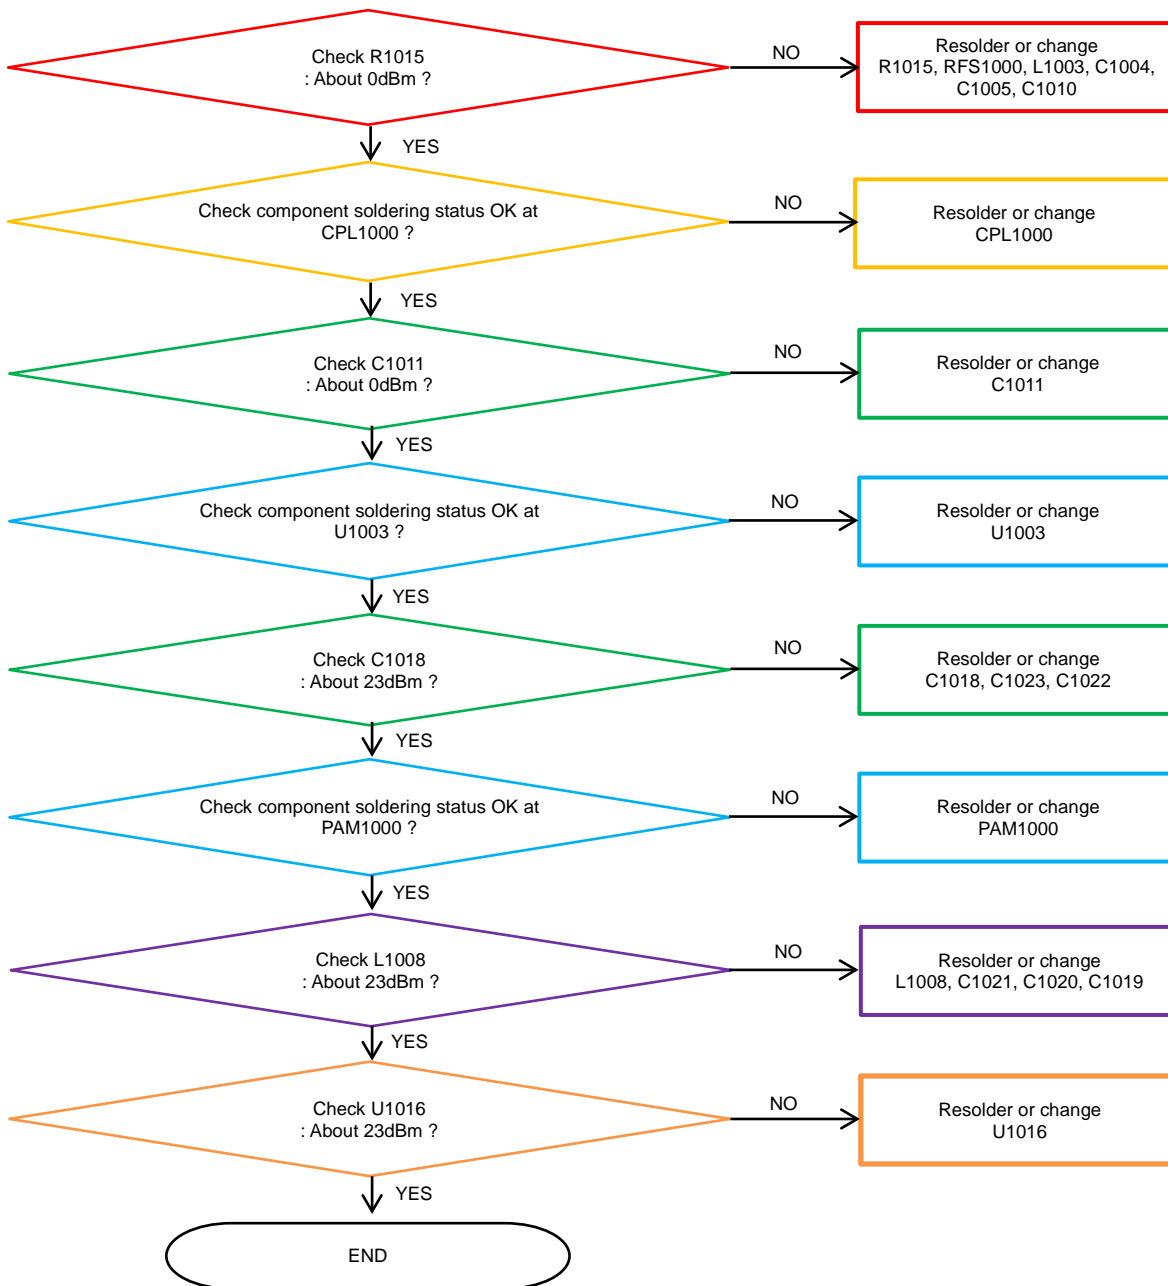 Check R1015
: About 0dBm ?
NO
Resolder or change
R1015, RFS1000, L1003, C1004,
C1005, C1010
YES
Check component soldering status OK at
CPL1000 ?
NO
Resolder or change
CPL1000
YES
Check C1011
: About 0dBm ?
NO
Resolder or change
C1011
YES
Check component soldering status OK at
U1003 ?
NO
Resolder or change
U1003
YES
Check C1018
: About 23dBm ?
NO
Resolder or change
C1018, C1023, C1022
YES
Check component soldering status OK at
PAM1000 ?
NO
Resolder or change
PAM1000
YES
Check L1008
: About 23dBm ?
NO
Resolder or change
L1008, C1021, C1020, C1019
YES
Check U1016
: About 23dBm ?
NO
Resolder or change
U1016
YES
END